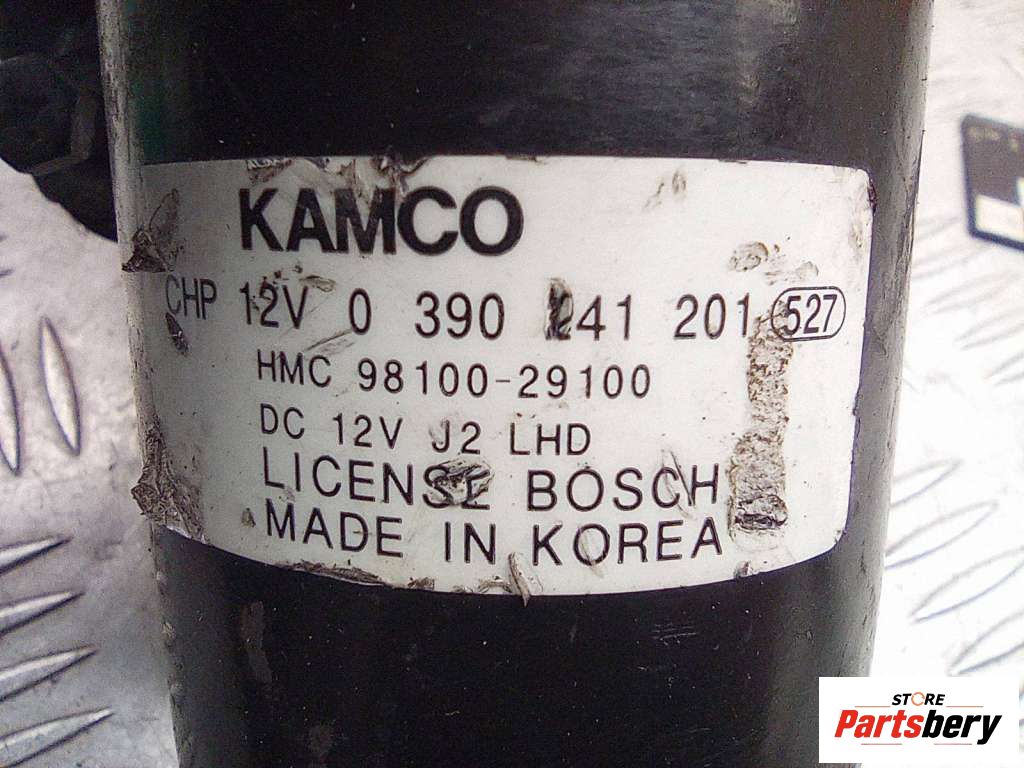 KAMCO
CHP 12V 0 390 241 201 527
HMC 98100-29100
DC 12V J2 LHD
LICENSE BOSCH
MADE IN KOREA
STORE
Partsbery